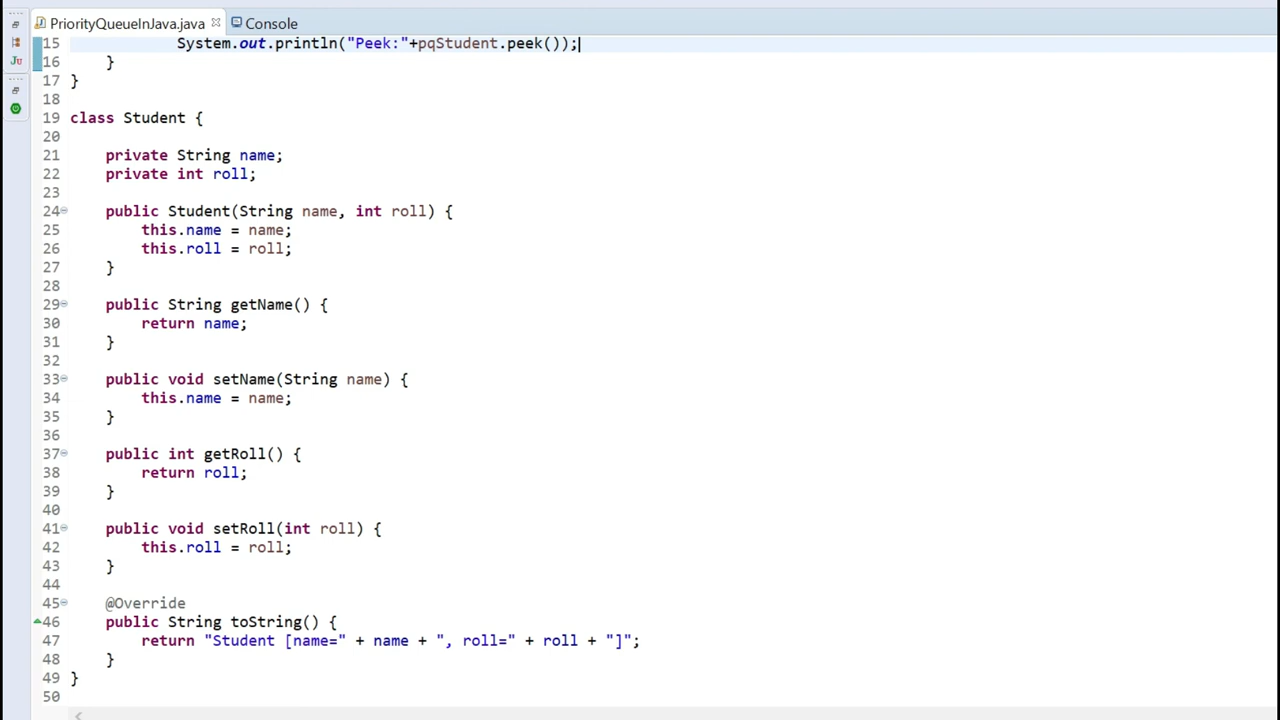 PriorityQueueInJava.java Console
15 System.out.println("Peek:"+pqStudent.peek());
16 }
17 }
18
19 class Student {
20
21 private String name;
22 private int roll;
23
24 public Student(String name, int roll) {
25 this.name = name;
26 this.roll = roll;
27 }
28
29 public String getName() {
30 return name;
31 }
32
33 public void setName(String name) {
34 this.name = name;
35 }
36
37 public int getRoll() {
38 return roll;
39 }
40
41 public void setRoll(int roll) {
42 this.roll = roll;
43 }
44
45 @Override
46 public String toString() {
47 return "Student [name=" + name + ", roll=" + roll + "]";
48 }
49 }
50